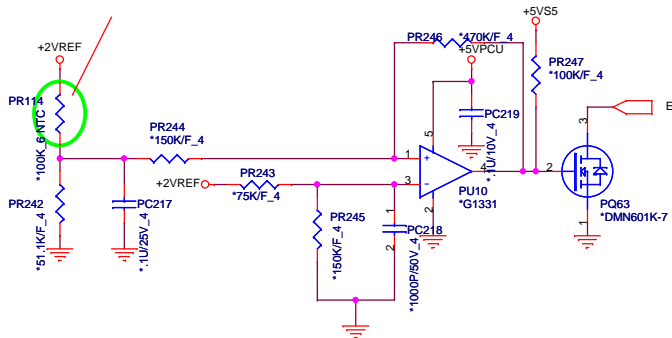 PR246
*470K/F_4
+5VS5
+2VREF
+5VPCU
PR247
*100K/F_4
PR114
*100K_6 NTC
PC219
*.1U/10V_4
E
PR244
*150K/F_4
5
3
1
+
4
2
+2VREF
PR243
*75K/F_4
3
-
2
PU10
*G1331
1
PR242
*51.1K/F_4
PC217
*.1U/25V_4
PR245
*150K/F_4
1
PC218
2
*1000P/50V_4
PQ63
*DMN601K-7